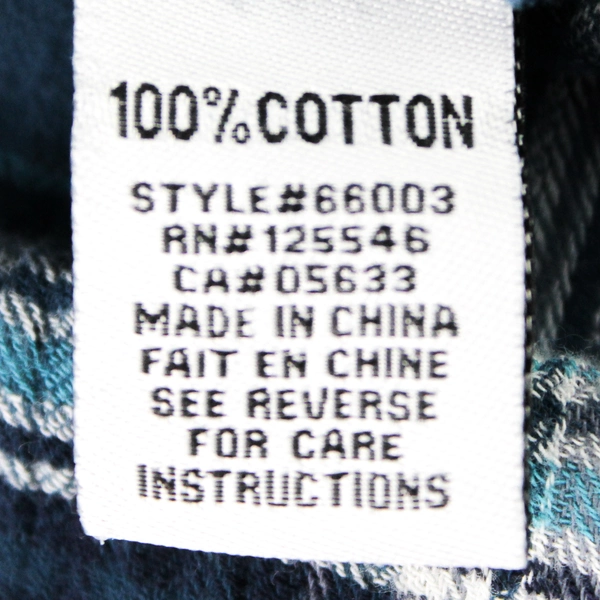 100% COTTON
STYLE#66003
RN#125546
CA#05633
MADE IN CHINA
FAIT EN CHINE
SEE REVERSE
FOR CARE
INSTRUCTIONS